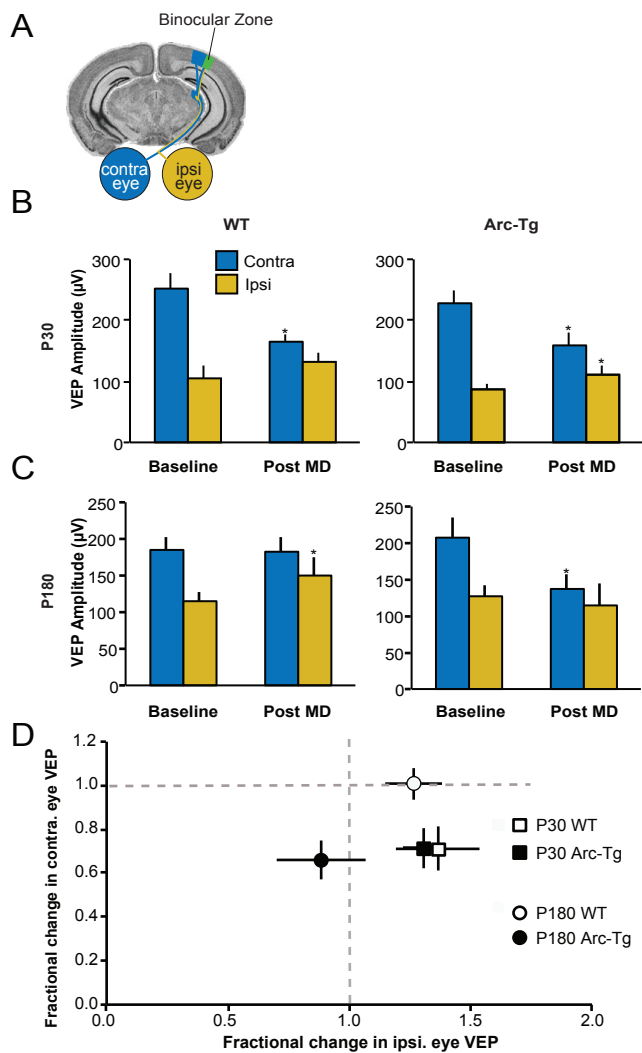 A
Binocular Zone
contra
eye
ipsi
eye
B
WT
Arc-Tg
P30
VEP Amplitude (µV)
300
200
100
0
Contra
Ipsi
*
Baseline
Post MD
300
200
100
0
*
*
Baseline
Post MD
C
P180
VEP Amplitude (µV)
250
200
150
100
50
0
*
Baseline
Post MD
250
200
150
100
50
0
*
Baseline
Post MD
D
Fractional change in contra. eye VEP
1.2
1.0
0.8
0.6
0.4
0.2
0.0
P30 WT
P30 Arc-Tg
P180 WT
P180 Arc-Tg
0.0
1.0
1.5
2.0
Fractional change in ipsi. eye VEP